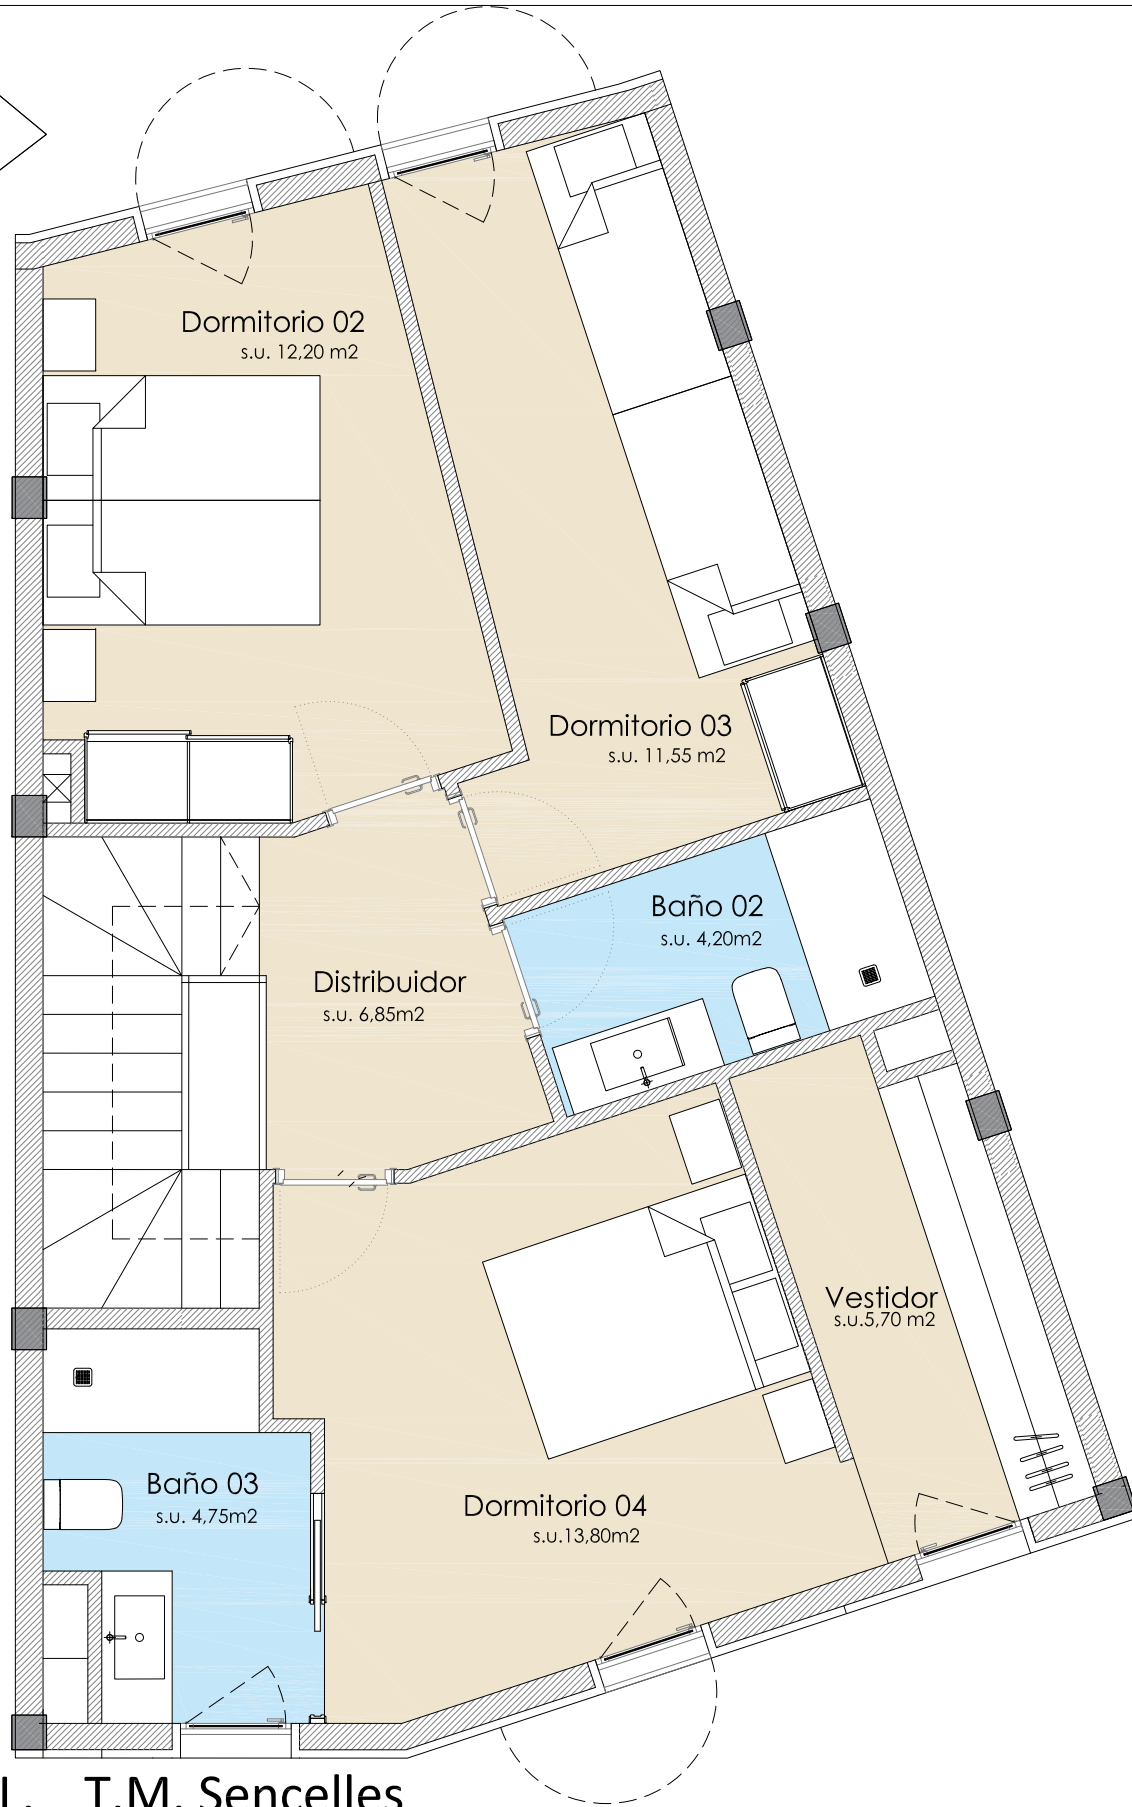 Dormitorio 02
s.u. 12,20 m2
Dormitorio 03
s.u. 11,55 m2
Baño 02
s.u. 4,20m2
Distribuidor
s.u. 6,85m2
Vestidor
s.u.5,70 m2
Baño 03
s.u. 4,75m2
Dormitorio 04
s.u.13,80m2
T.M. Sencelles